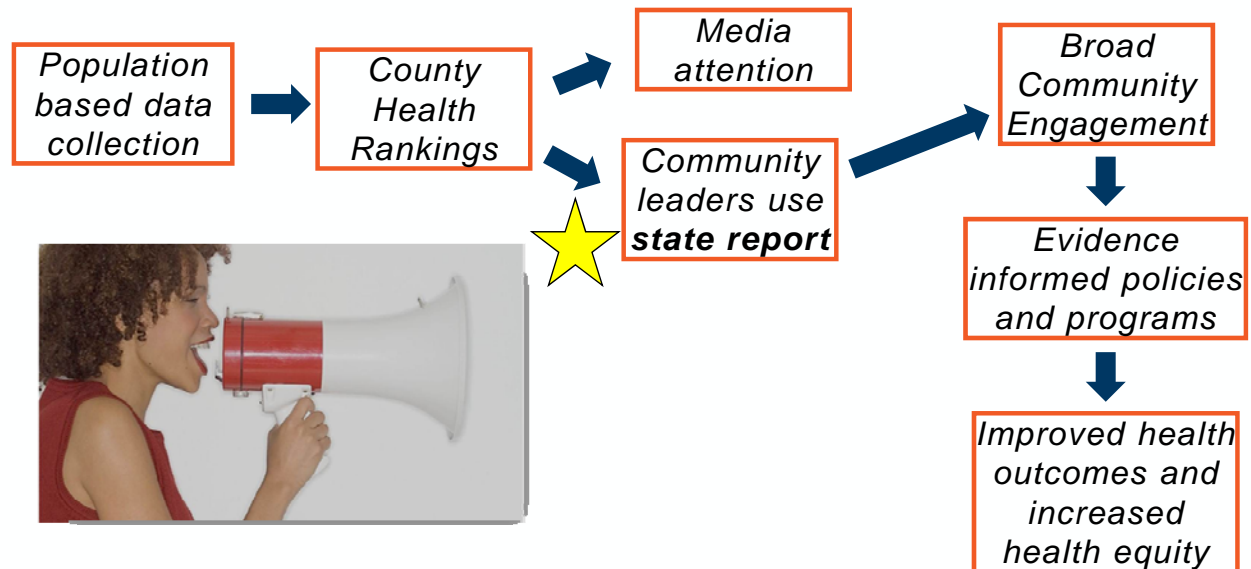 Population
based data
collection
County
Health
Rankings
Media
attention
Community
leaders use
state report
Broad
Community
Engagement
Evidence
informed policies
and programs
Improved health
outcomes and
increased
health equity